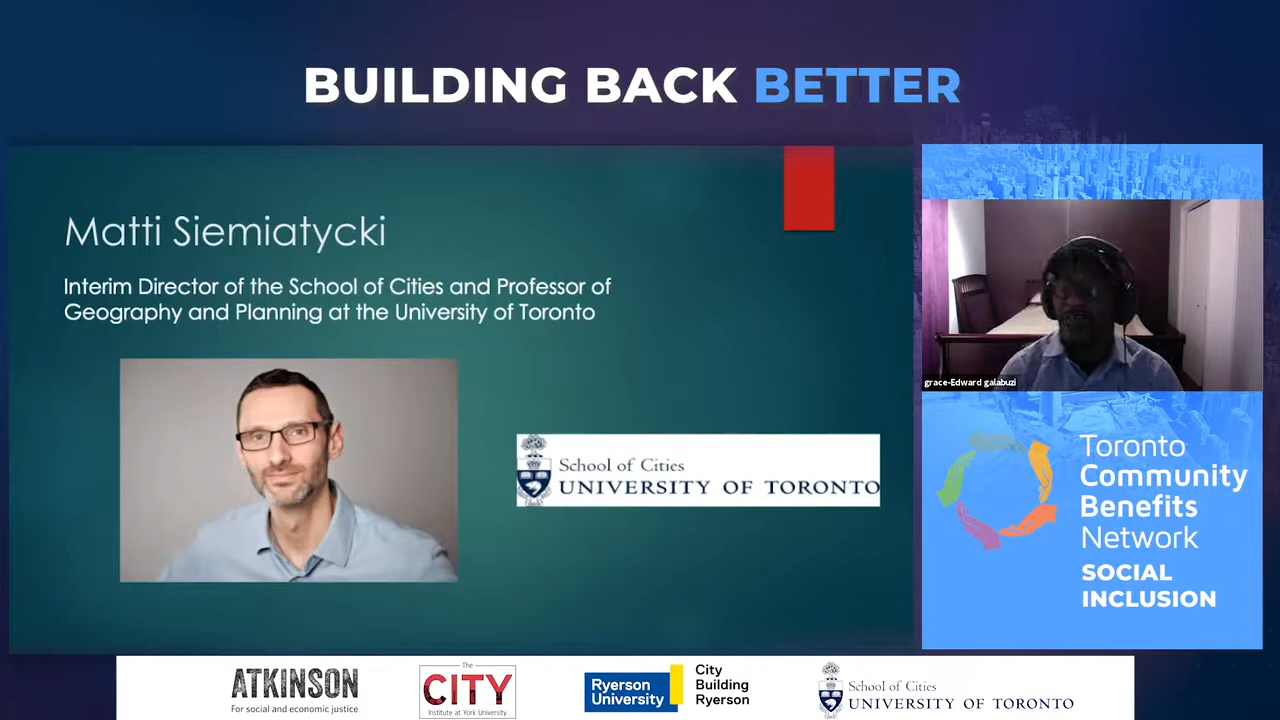 BUILDING BACK BETTER
Matti Siemiatycki
Interim Director of the School of Cities and Professor of
Geography and Planning at the University of Toronto
School of Cities
UNIVERSITY OF TORONTO
grace-Edward galabuzi
Toronto
Community
Benefits
Network
SOCIAL
INCLUSION
ATKINSON
For social and economic justice
The
CITY
Institute at York University
Ryerson
University
City
Building
Ryerson
School of Cities
UNIVERSITY OF TORONTO